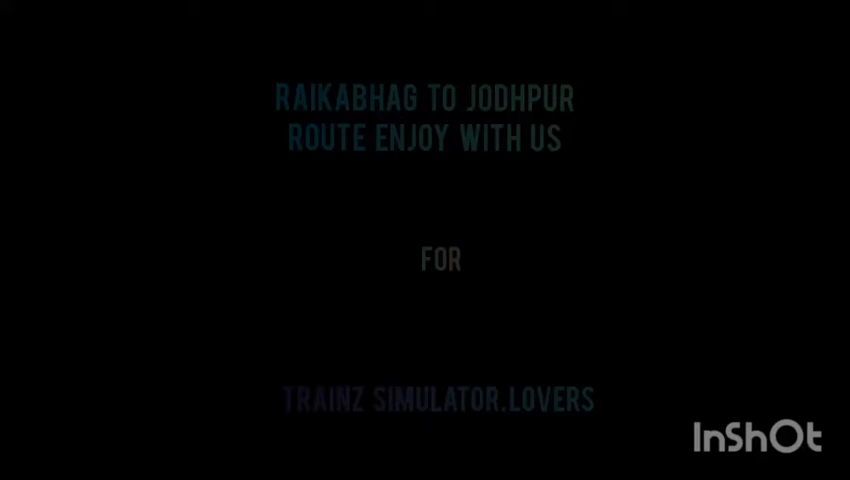 RAIKABHAG TO JODHPUR
ROUTE ENJOY WITH US
FOR
TRAINZ SIMULATOR.LOVERS
InShOt